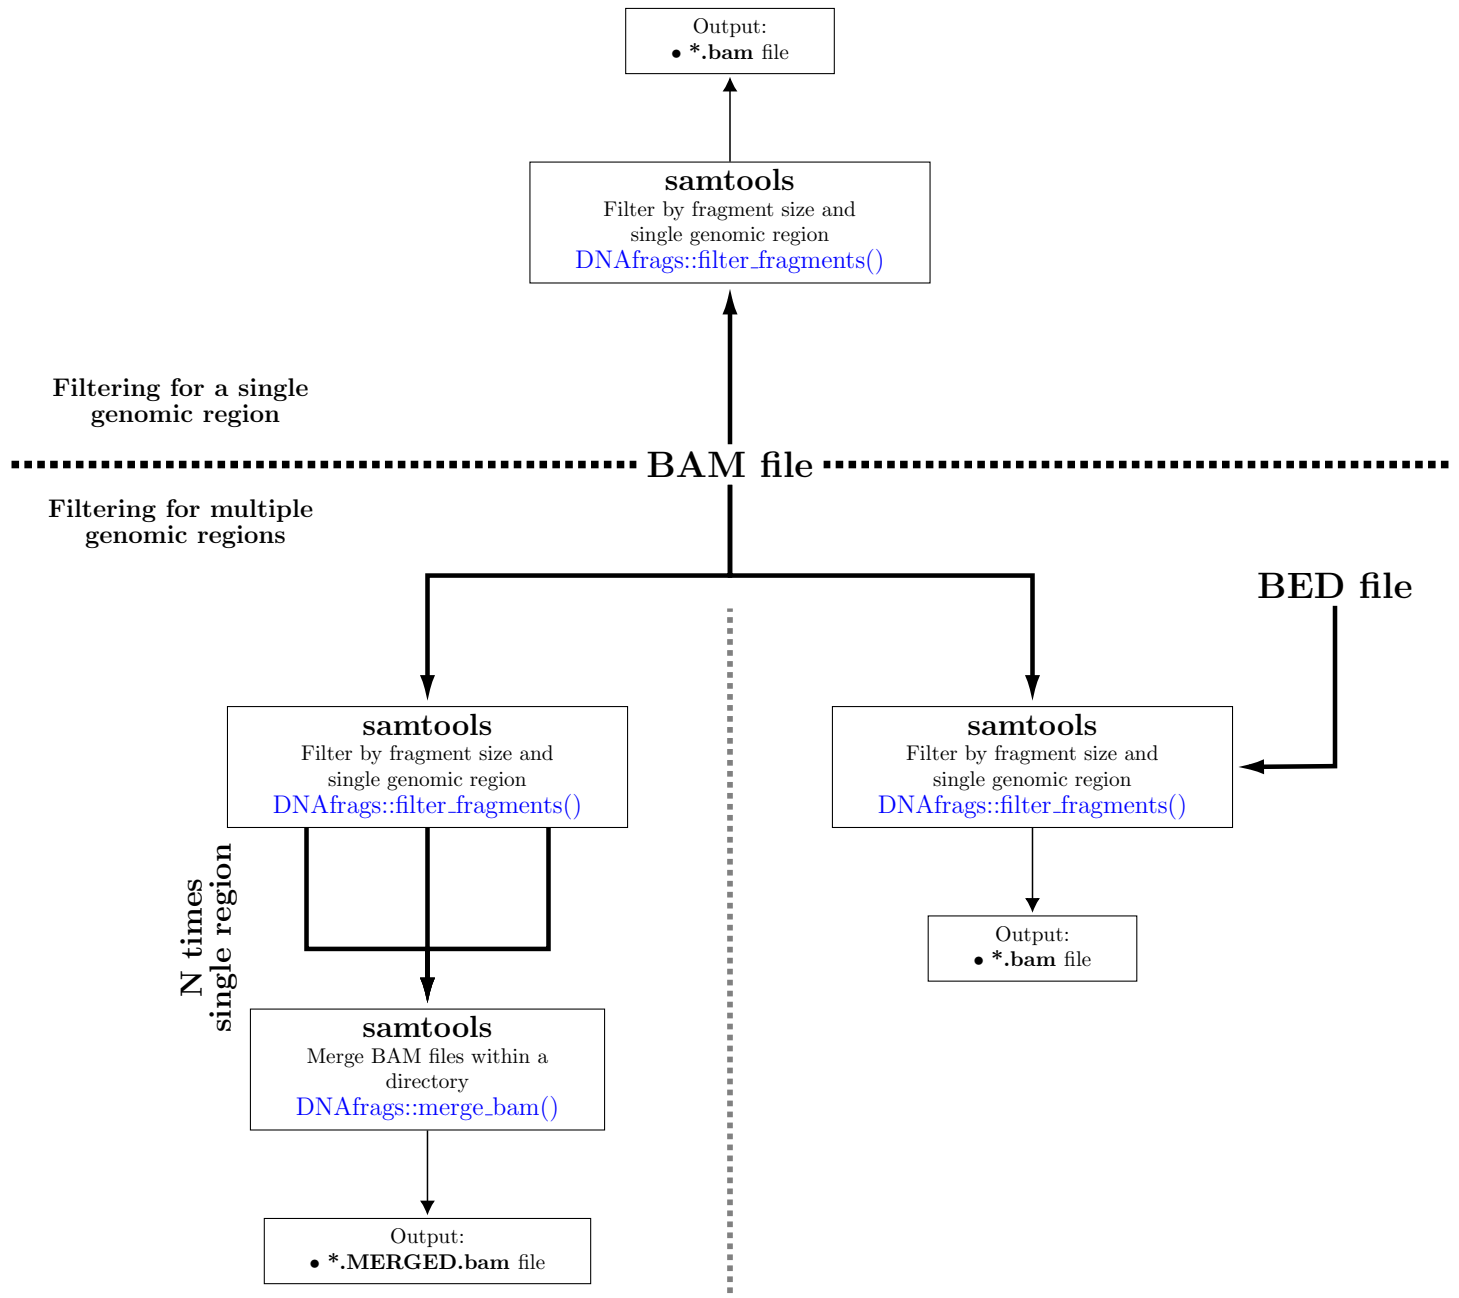 Output:
• *.bam file
samtools
Filter by fragment size and
single genomic region
DNAfrags::filter_fragments()
Filtering for a single
genomic region
BAM file
Filtering for multiple
genomic regions
BED file
samtools
Filter by fragment size and
single genomic region
DNAfrags::filter_fragments()
samtools
Filter by fragment size and
single genomic region
DNAfrags::filter_fragments()
N times
single region
Output:
• *.bam file
samtools
Merge BAM files within a
directory
DNAfrags::merge_bam()
Output:
• *.MERGED.bam file